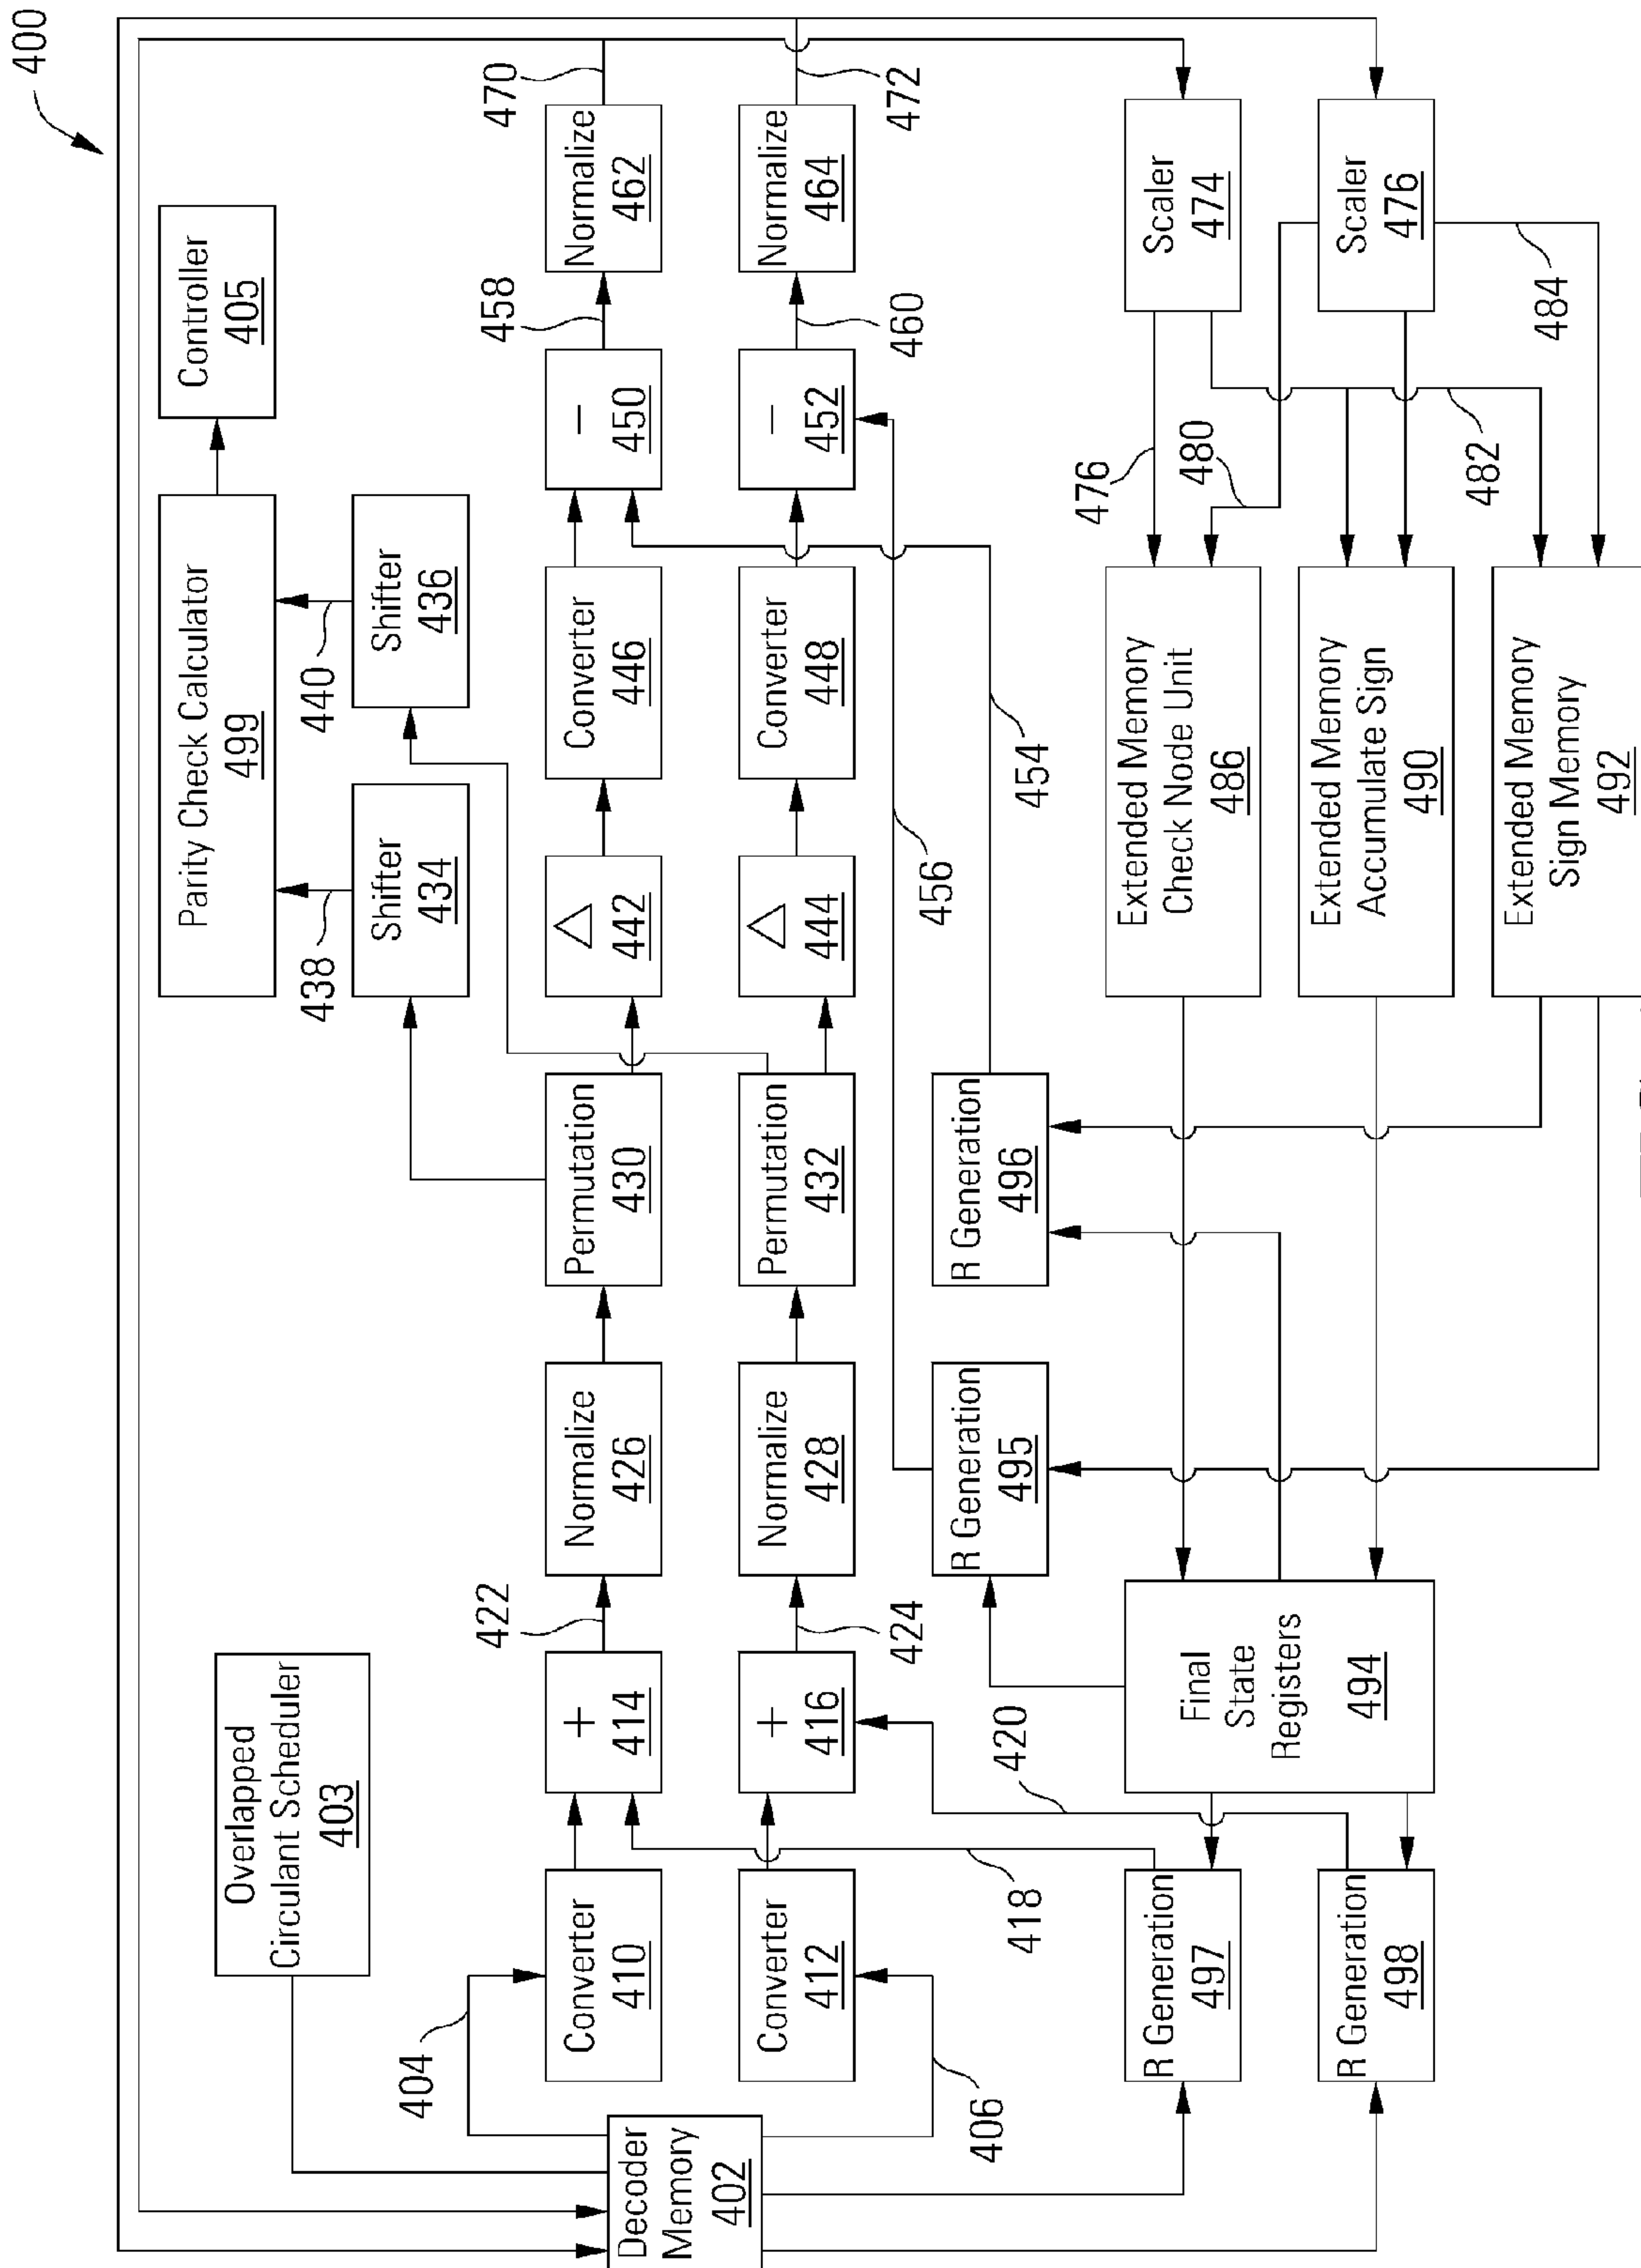 400
Overlapped
Circulant Scheduler
403
Parity Check Calculator
499
Controller
405
438
440
Shifter
434
Shifter
436
404
Converter
410
+
414
422
Normalize
426
Permutation
430
△
442
Converter
446
−
450
458
Normalize
462
470
Decoder
Memory
402
Converter
412
+
416
424
Normalize
428
Permutation
432
△
444
Converter
448
−
452
460
Normalize
464
472
406
418
420
R Generation
495
R Generation
496
456
454
R Generation
497
R Generation
498
Final
State
Registers
494
Extended Memory
Check Node Unit
486
Extended Memory
Accumulate Sign
490
Extended Memory
Sign Memory
492
476
480
482
484
Scaler
474
Scaler
476